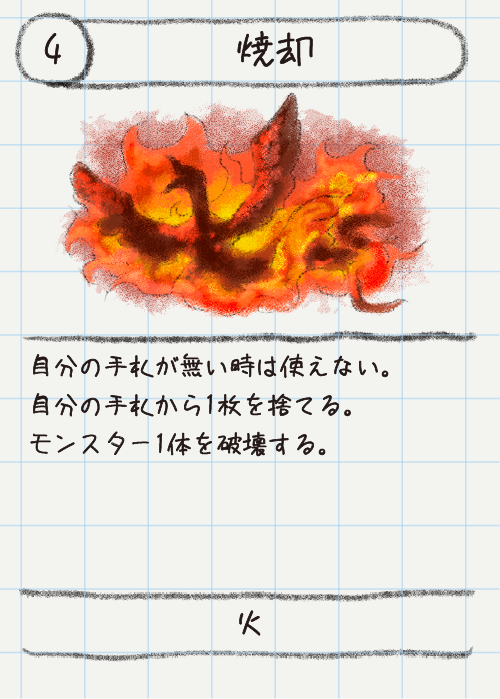 4
焼却
自分の手札が無い時は使えない。
自分の手札から1枚を捨てる。
モンスター1体を破壊する。
火